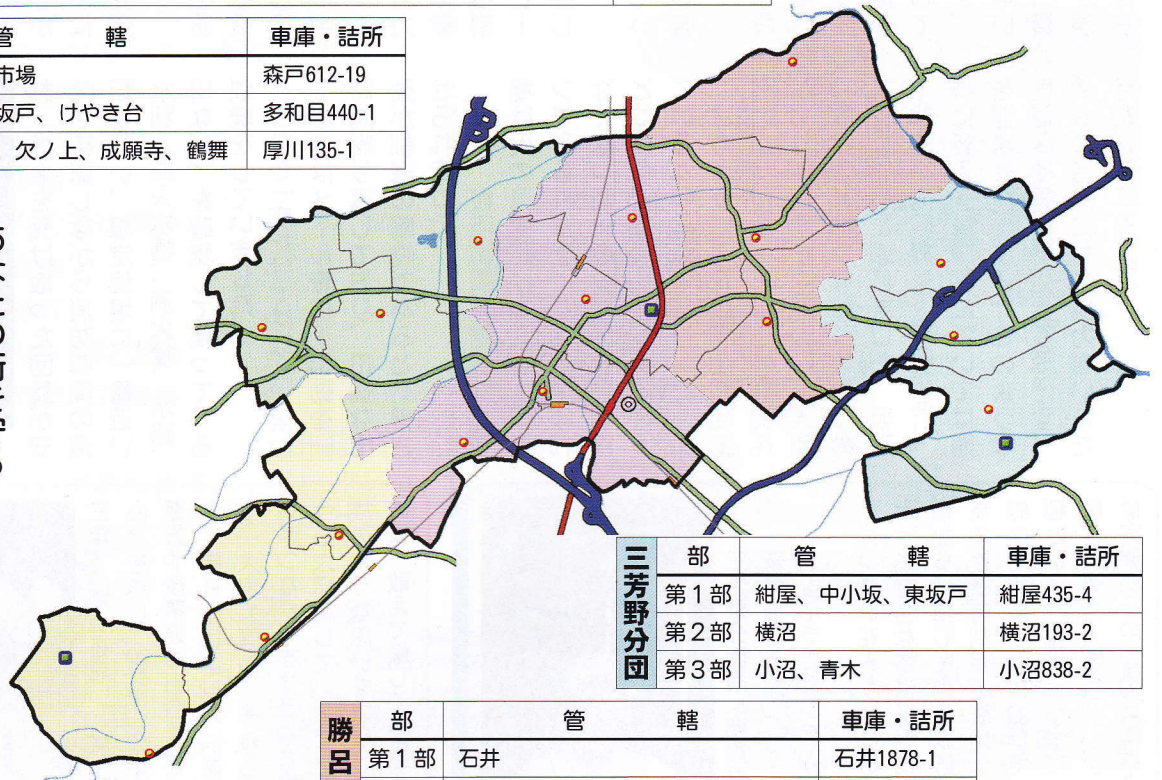 管 轄 車庫・詰所
市場 森戸612-19
坂戸、けやき台 多和目440-1
、欠ノ上、成願寺、鶴舞 厚川135-1
三芳野分団
部 管 轄 車庫・詰所
第1部 紺屋、中小坂、東坂戸 紺屋435-4
第2部 横沼 横沼193-2
第3部 小沼、青木 小沼838-2
勝呂
部 管 轄 車庫・詰所
第1部 石井 石井1878-1